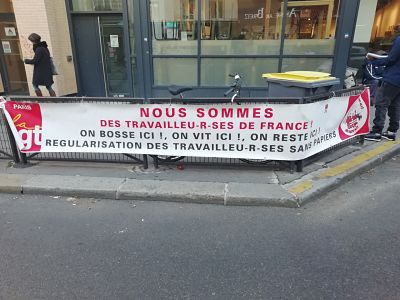 PARIS
la
cgt
NOUS SOMMES
DES TRAVAILLEU-R-SES DE FRANCE !
ON BOSSE ICI !, ON VIT ICI !, ON RESTE ICI !
REGULARISATION DES TRAVAILLEU-R-SES SANS PAPIERS